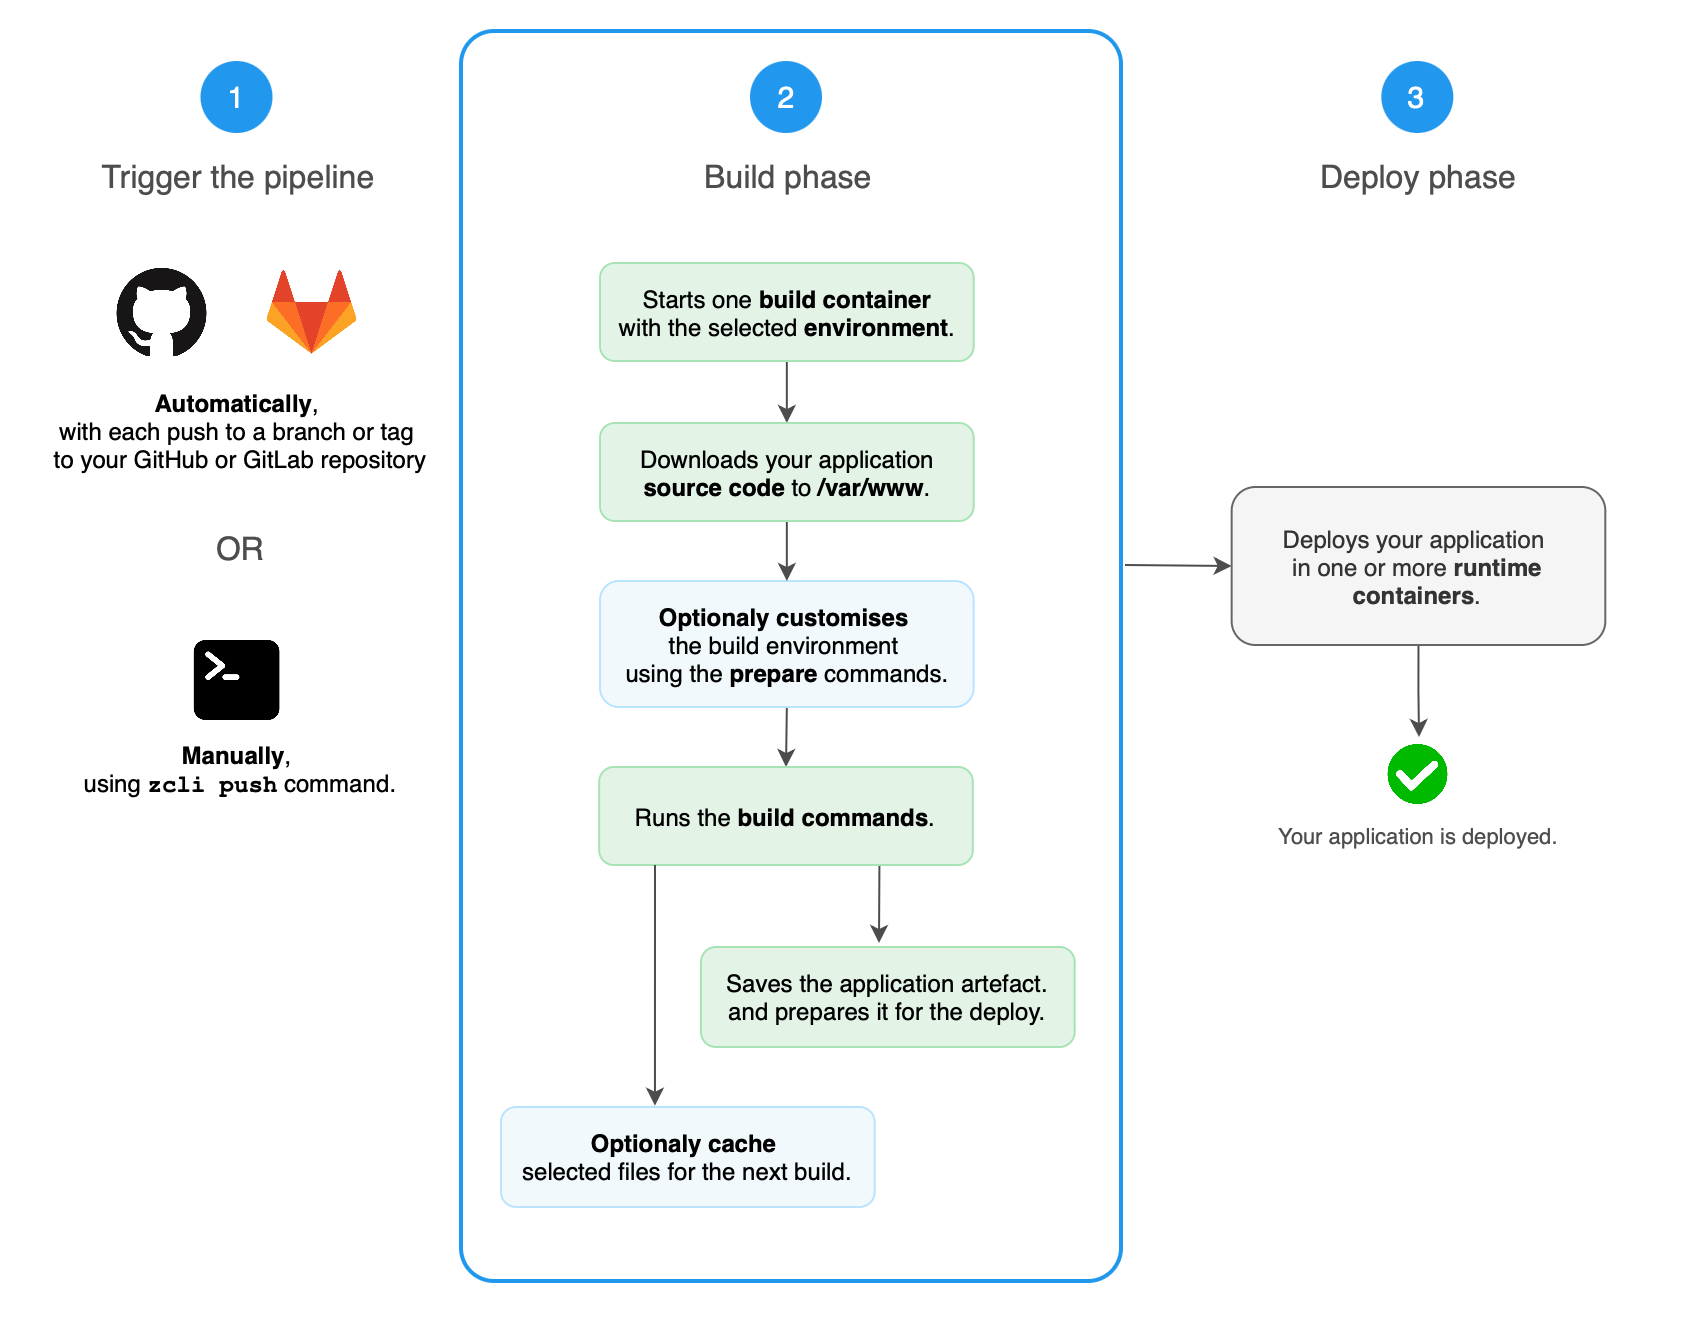 1
Trigger the pipeline
Automatically,
with each push to a branch or tag
to your GitHub or GitLab repository
OR
>_
Manually,
using zcli push command.
2
Build phase
Starts one build container
with the selected environment.
Downloads your application
source code to /var/www.
Optionaly customises
the build environment
using the prepare commands.
Runs the build commands.
Saves the application artefact.
and prepares it for the deploy.
Optionaly cache
selected files for the next build.
3
Deploy phase
Deploys your application
in one or more runtime
containers.
Your application is deployed.